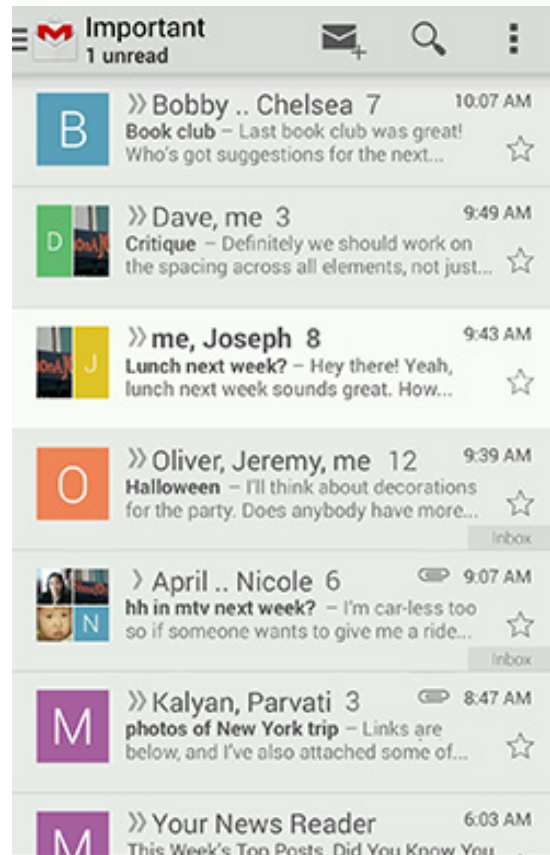 Important
1 unread
B
Bobby .. Chelsea 7 10:07 AM
Book club – Last book club was great!
Who's got suggestions for the next...
D
Dave, me 3 9:49 AM
Critique – Definitely we should work on
the spacing across all elements, not just...
J
me, Joseph 8 9:43 AM
Lunch next week? – Hey there! Yeah,
lunch next week sounds great. How...
O
Oliver, Jeremy, me 12 9:39 AM
Halloween – I'll think about decorations
for the party. Does anybody have more...
Inbox
N
April .. Nicole 6 9:07 AM
hh in mtv next week? – I'm car-less too
so if someone wants to give me a ride...
Inbox
M
Kalyan, Parvati 3 8:47 AM
photos of New York trip – Links are
below, and I've also attached some of...
M
Your News Reader 6:03 AM
This Week's Top Posts, Did You Know You